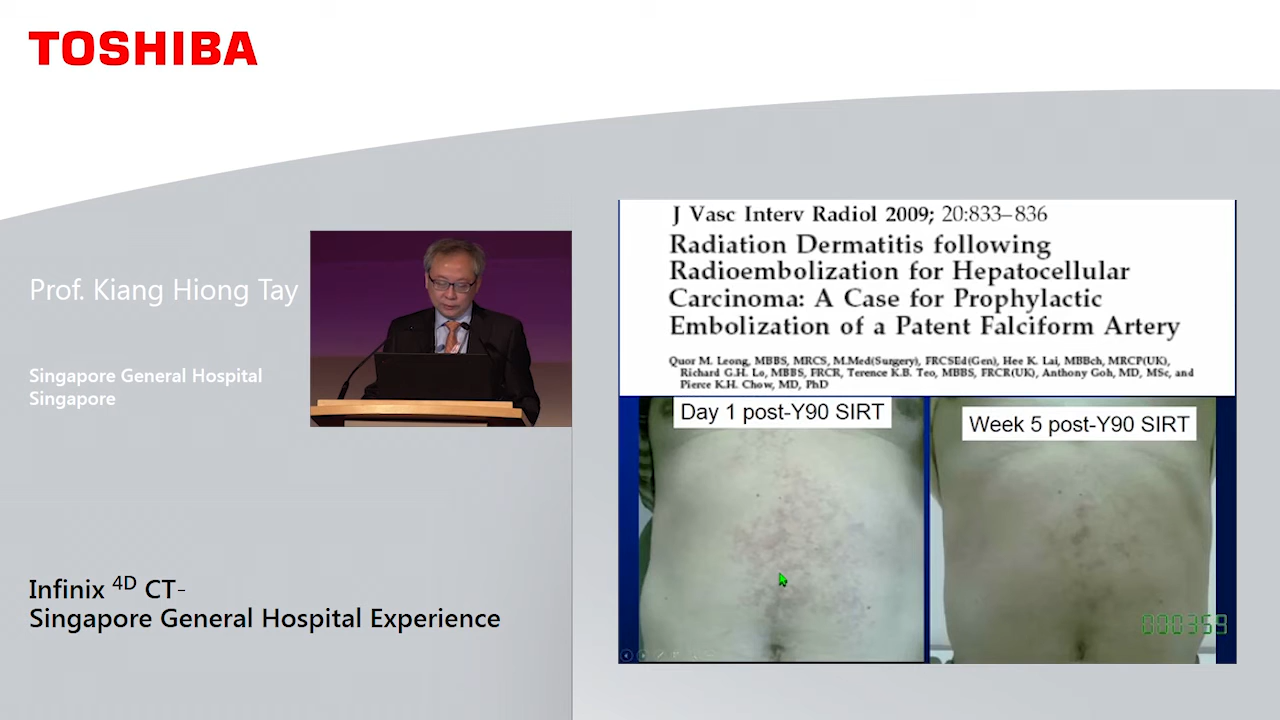 TOSHIBA
Prof. Kiang Hiong Tay
Singapore General Hospital
Singapore
Infinix 4D CT-
Singapore General Hospital Experience
J Vasc Interv Radiol 2009; 20:833–836
Radiation Dermatitis following
Radioembolization for Hepatocellular
Carcinoma: A Case for Prophylactic
Embolization of a Patent Falciform Artery
Quor M. Leong, MBBS, MRCS, M.Med(Surgery), FRCSEd(Gen), Hee K. Lai, MBBch, MRCP(UK),
Richard G.H. Lo, MBBS, FRCR, Terence K.B. Teo, MBBS, FRCR(UK), Anthony Goh, MD, MSc, and
Pierce K.H. Chow, MD, PhD
Day 1 post-Y90 SIRT
Week 5 post-Y90 SIRT
000359